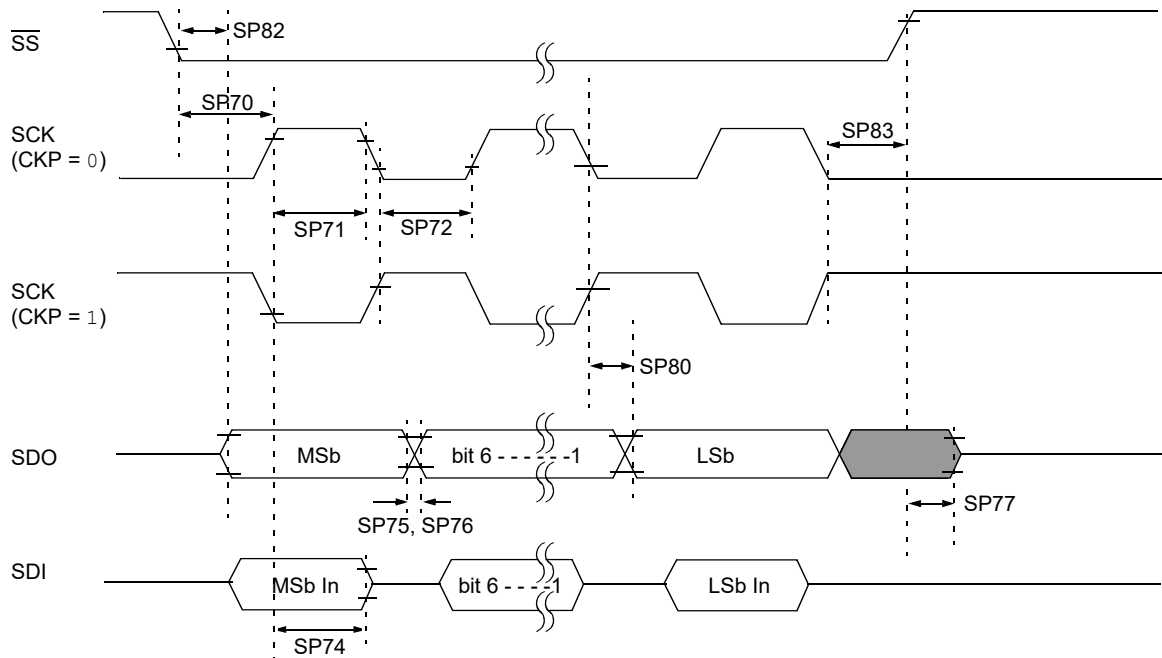 SS
SP82
SP70
SCK
(CKP = 0)
SP83
SP71
SP72
SCK
(CKP = 1)
SP80
SDO
MSb
bit 6 - - - - - -1
LSb
SP75, SP76
SP77
SDI
MSb In
bit 6 - - - -1
LSb In
SP74